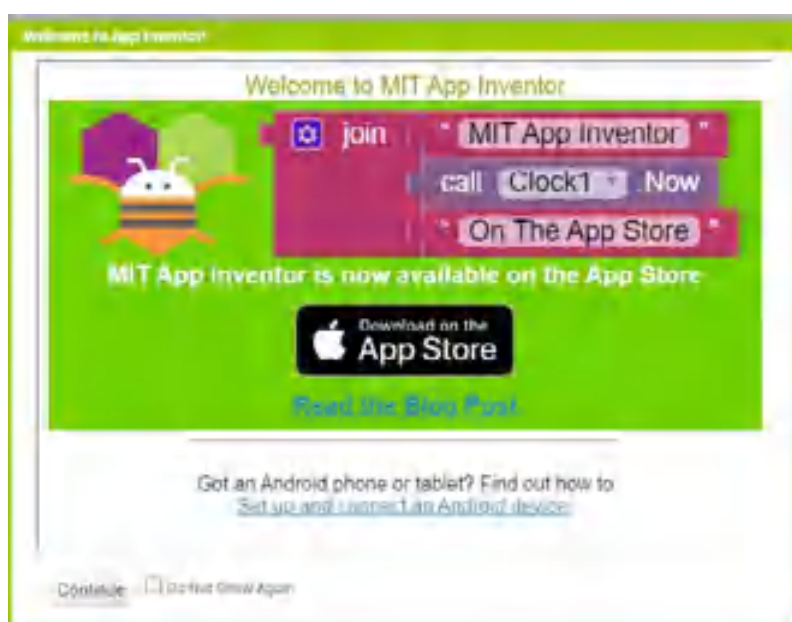 Welcome to App Inventor!
Welcome to MIT App Inventor
join " MIT App Inventor "
call Clock1 .Now
" On The App Store "
MIT App Inventor is now available on the App Store
Download on the
App Store
Read the Blog Post
Got an Android phone or tablet? Find out how to
Set up and connect an Android device.
Continue Do Not Show Again